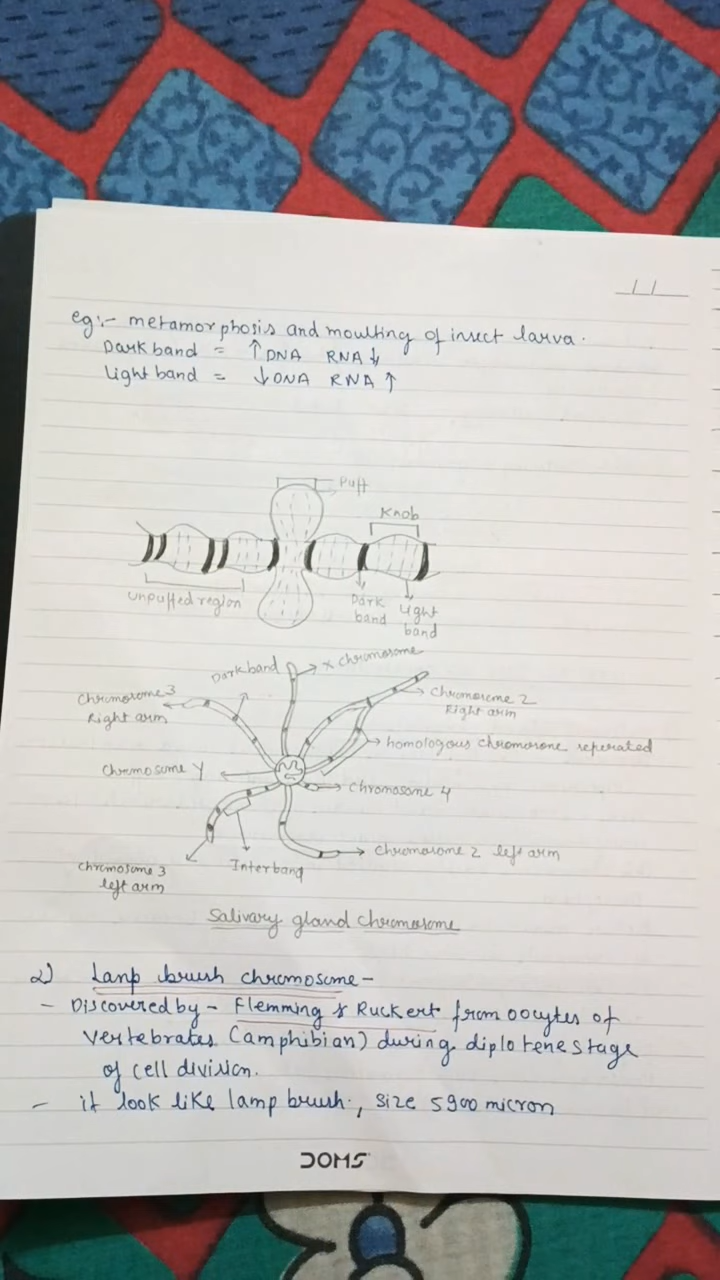 / /
eg:- metamorphosis and moulting of insect larva.
Dark band = ↑ DNA RNA ↓
Light band = ↓ DNA RNA ↑
Puff
Knob
unpuffed region
Dark band
Light band
Dark band
x chromosome
Chromosome 3
Right arm
Chromosome 2
Right arm
homologous chromosone seperated
Chromosome Y
Chromosome 4
Chromosome 2 left arm
Chromosome 3
left arm
Interband
Salivary gland chromosome
2) Lamp brush chromosome -
- Discovered by - Flemming & Ruckert from oocytes of
vertebrates (amphibian) during diplotene stage
of cell division.
- it look like lamp brush., size 5900 micron
DOMS